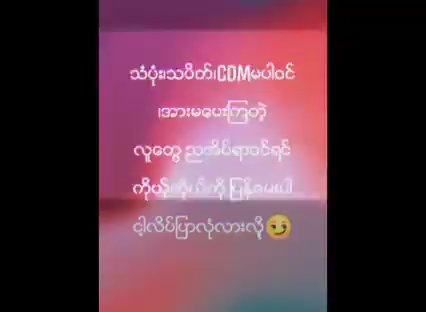 သံပုံး၊သပိတ်၊CDMမပါဝင်
၊အားမပေးကြတဲ့
လူတွေ ညအိပ်ရာဝင်ရင်
ကိုယ့်ကိုယ်ကို ပြန်မေးပါ
ငါ့လိပ်ပြာလုံလားလို့😏